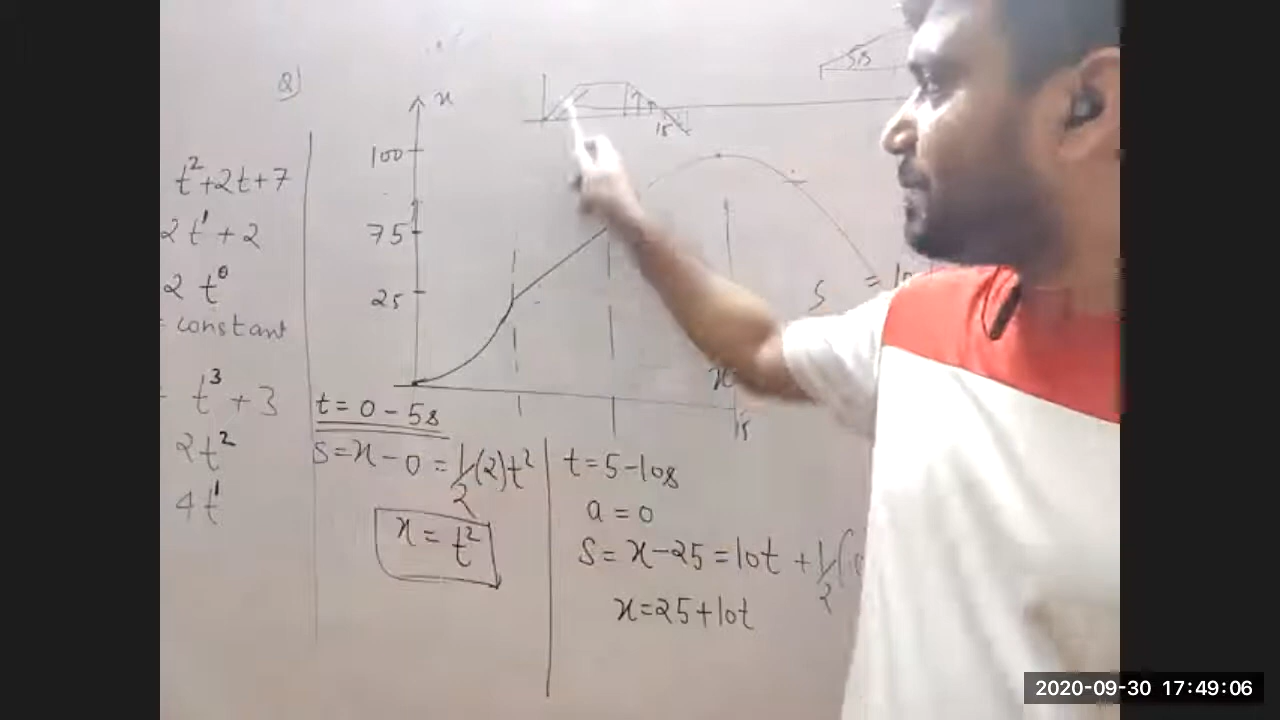 Q)
x
100
75
25
15
SB
S = 10
x
15
t²+2t+7
2t¹+2
2t⁰
= constant
= t³+3
2t²
4t¹
t=0-5s
S=x-0=1/2(2)t²
x=t²
t=5-10s
a=0
S=x-25=10t+1/2(
x=25+10t
2020-09-30 17:49:06